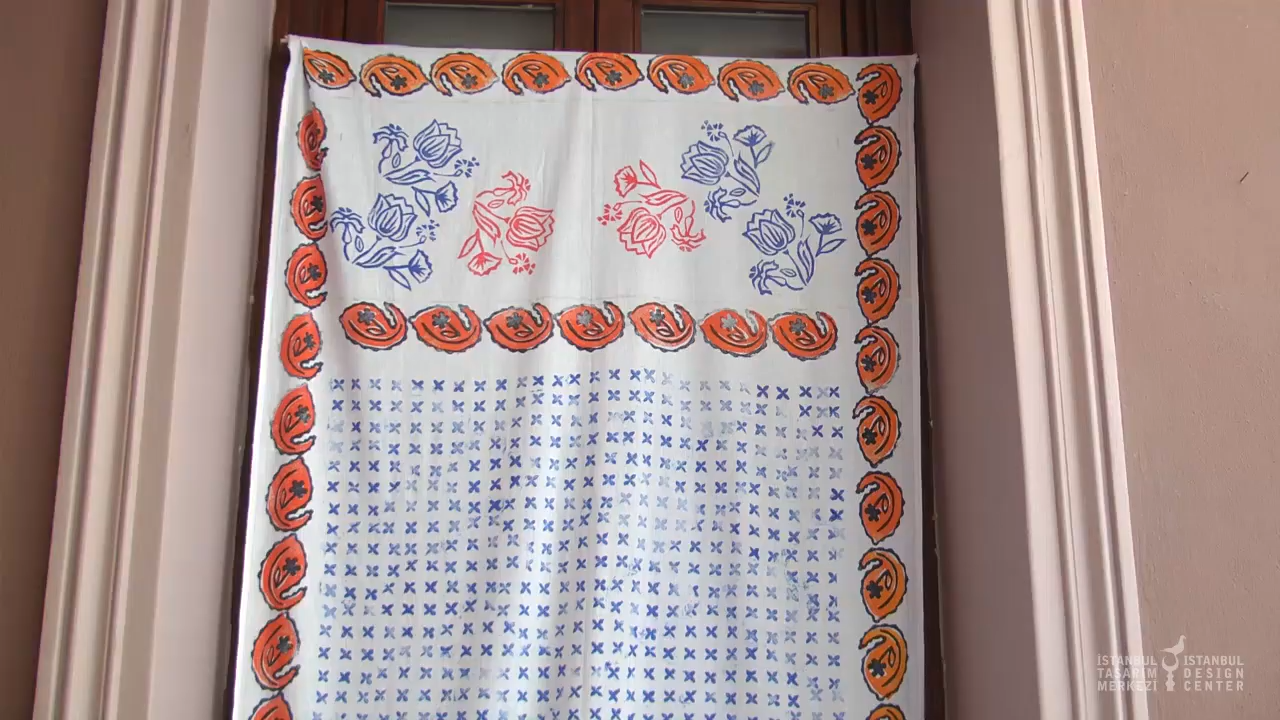 İSTANBUL
TASARIM
MERKEZİ
ISTANBUL
DESIGN
CENTER